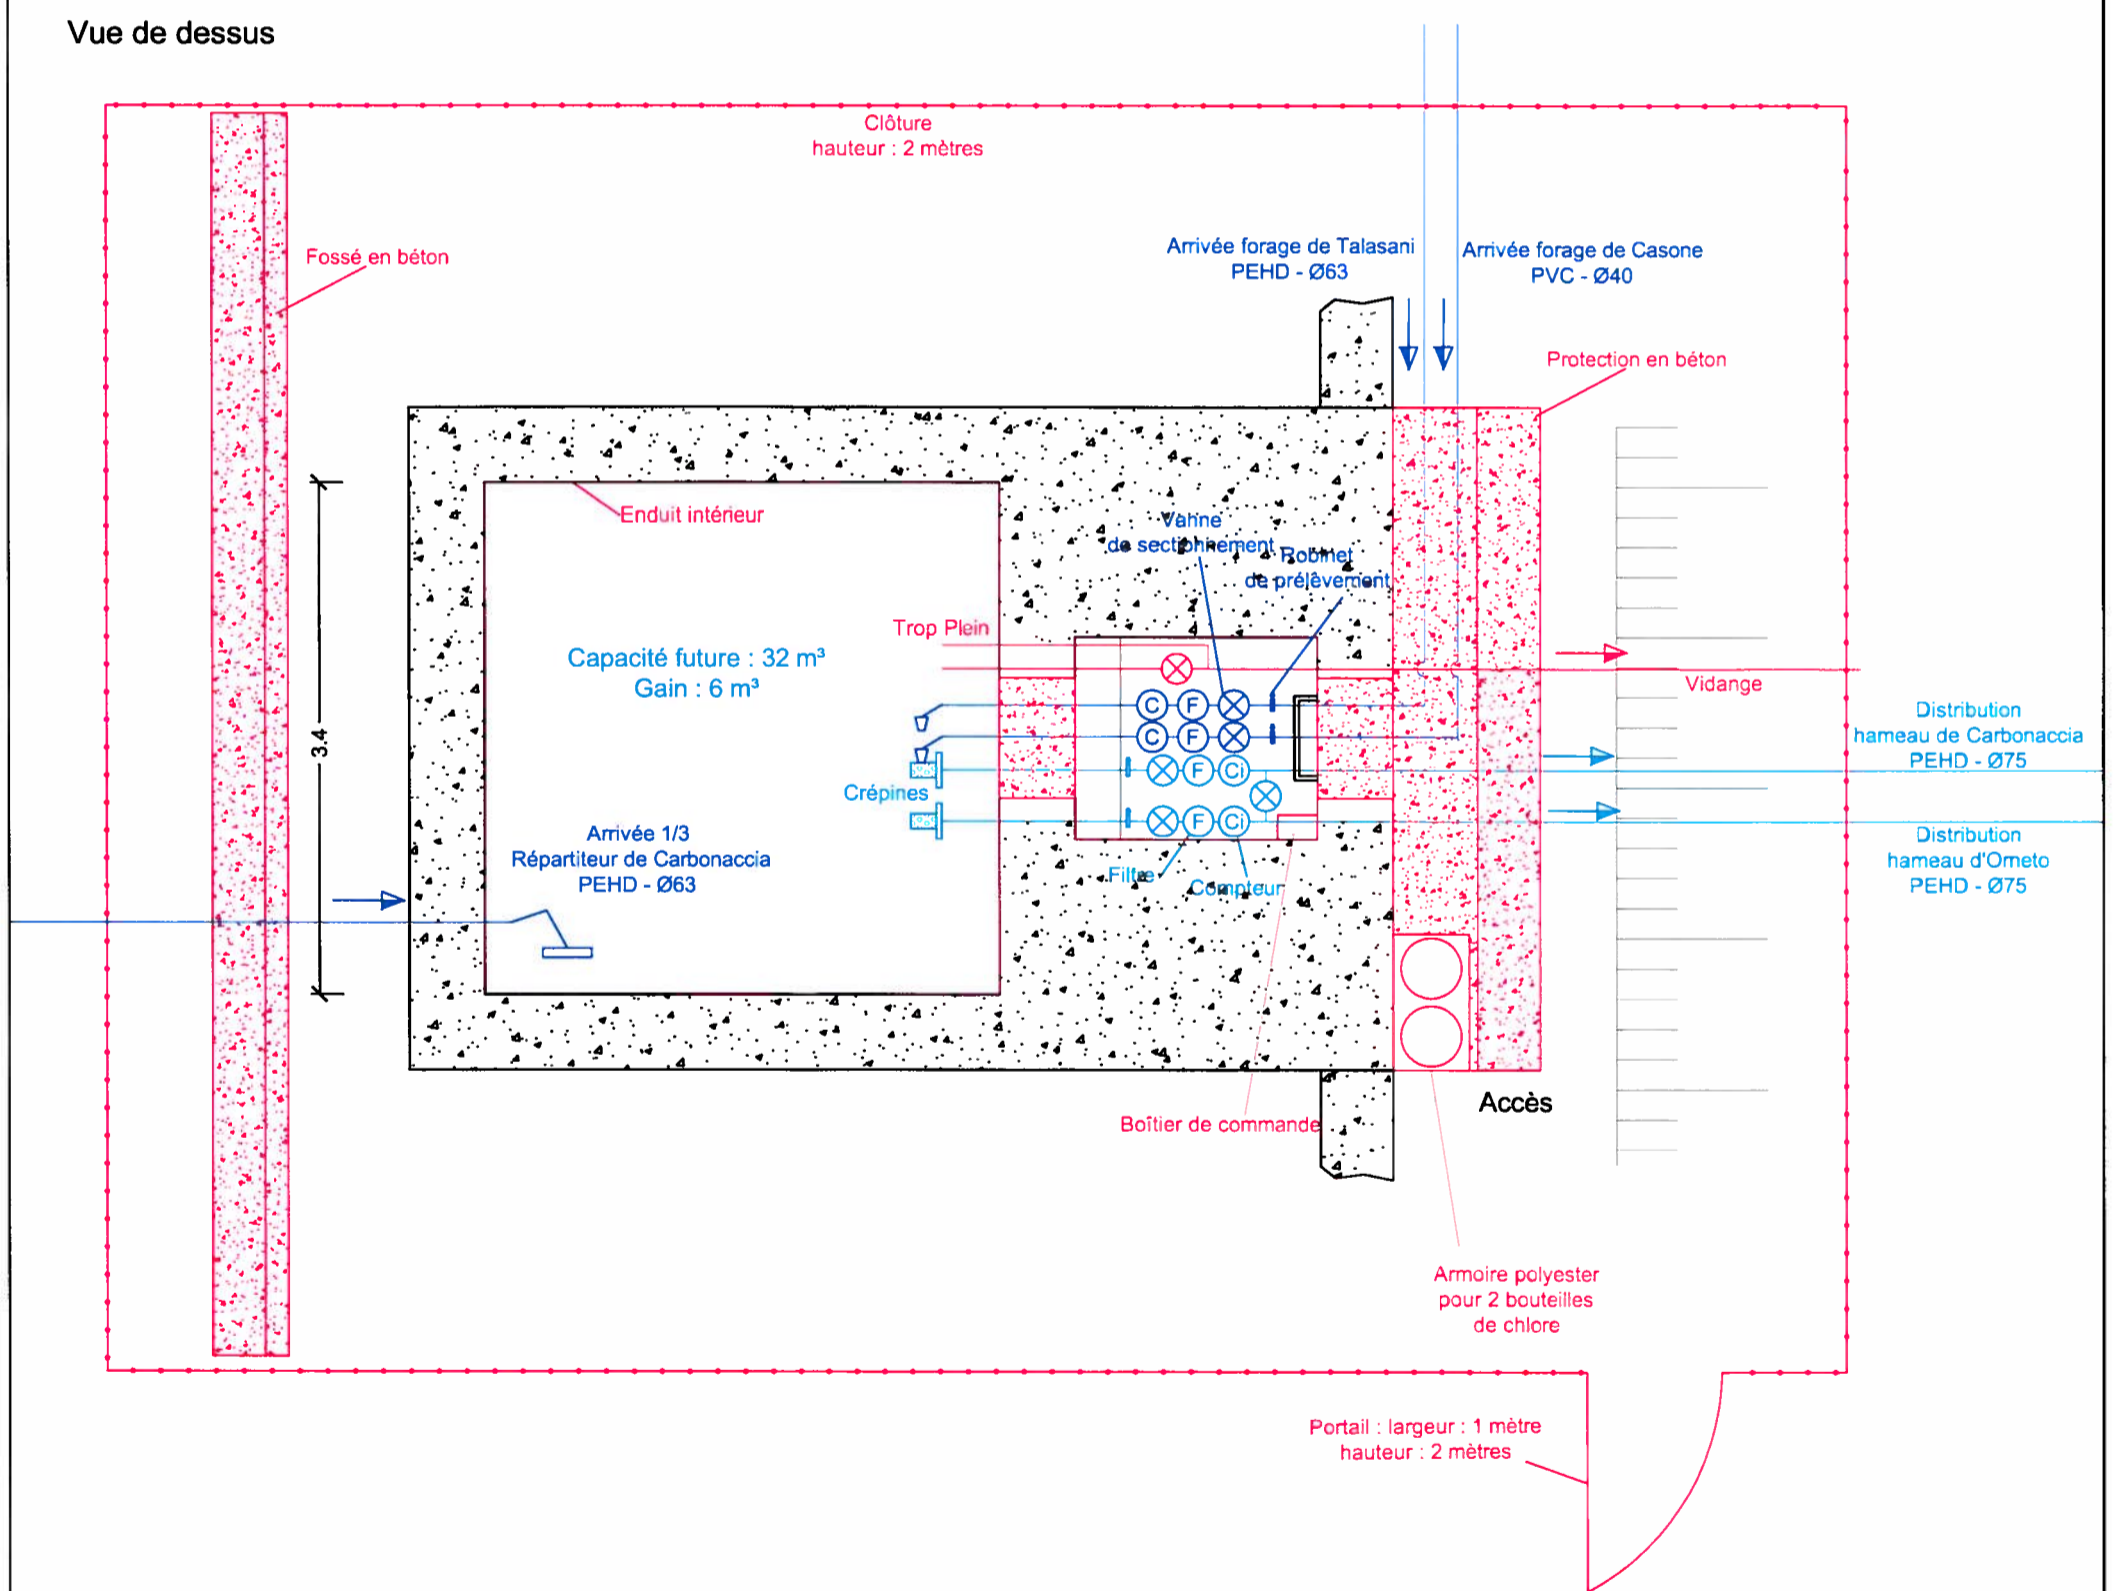 Vue de dessus
Clôture
hauteur : 2 mètres
Fossé en béton
Arrivée forage de Talasani
PEHD - Ø63
Arrivée forage de Casone
PVC - Ø40
Protection en béton
Enduit intérieur
Vanne
de sectionnement
Robinet
de prélèvement
Trop Plein
Capacité future : 32 m³
Gain : 6 m³
Vidange
C F
C F
F Ci
F Ci
3.4
Crépines
Distribution
hameau de Carbonaccia
PEHD - Ø75
Arrivée 1/3
Répartiteur de Carbonaccia
PEHD - Ø63
Distribution
hameau d'Orneto
PEHD - Ø75
Filtre
Compteur
Accès
Boîtier de commande
Armoire polyester
pour 2 bouteilles
de chlore
Portail : largeur : 1 mètre
hauteur : 2 mètres